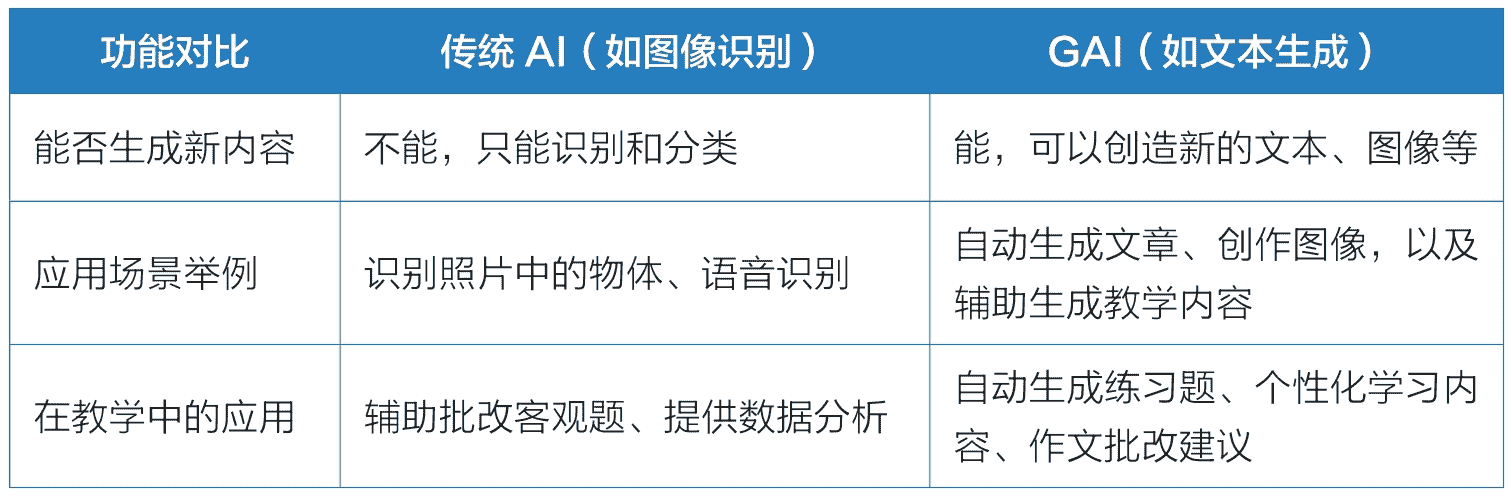 功能对比
传统 AI（如图像识别）
GAI（如文本生成）
能否生成新内容
不能，只能识别和分类
能，可以创造新的文本、图像等
应用场景举例
识别照片中的物体、语音识别
自动生成文章、创作图像，以及
辅助生成教学内容
在教学中的应用
辅助批改客观题、提供数据分析
自动生成练习题、个性化学习内
容、作文批改建议